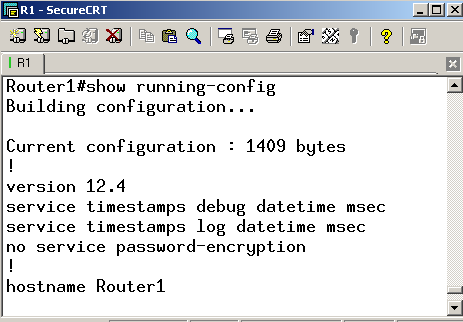 R1 - SecureCRT
R1
Router1#show running-config
Building configuration...
Current configuration : 1409 bytes
!
version 12.4
service timestamps debug datetime msec
service timestamps log datetime msec
no service password-encryption
!
hostname Router1